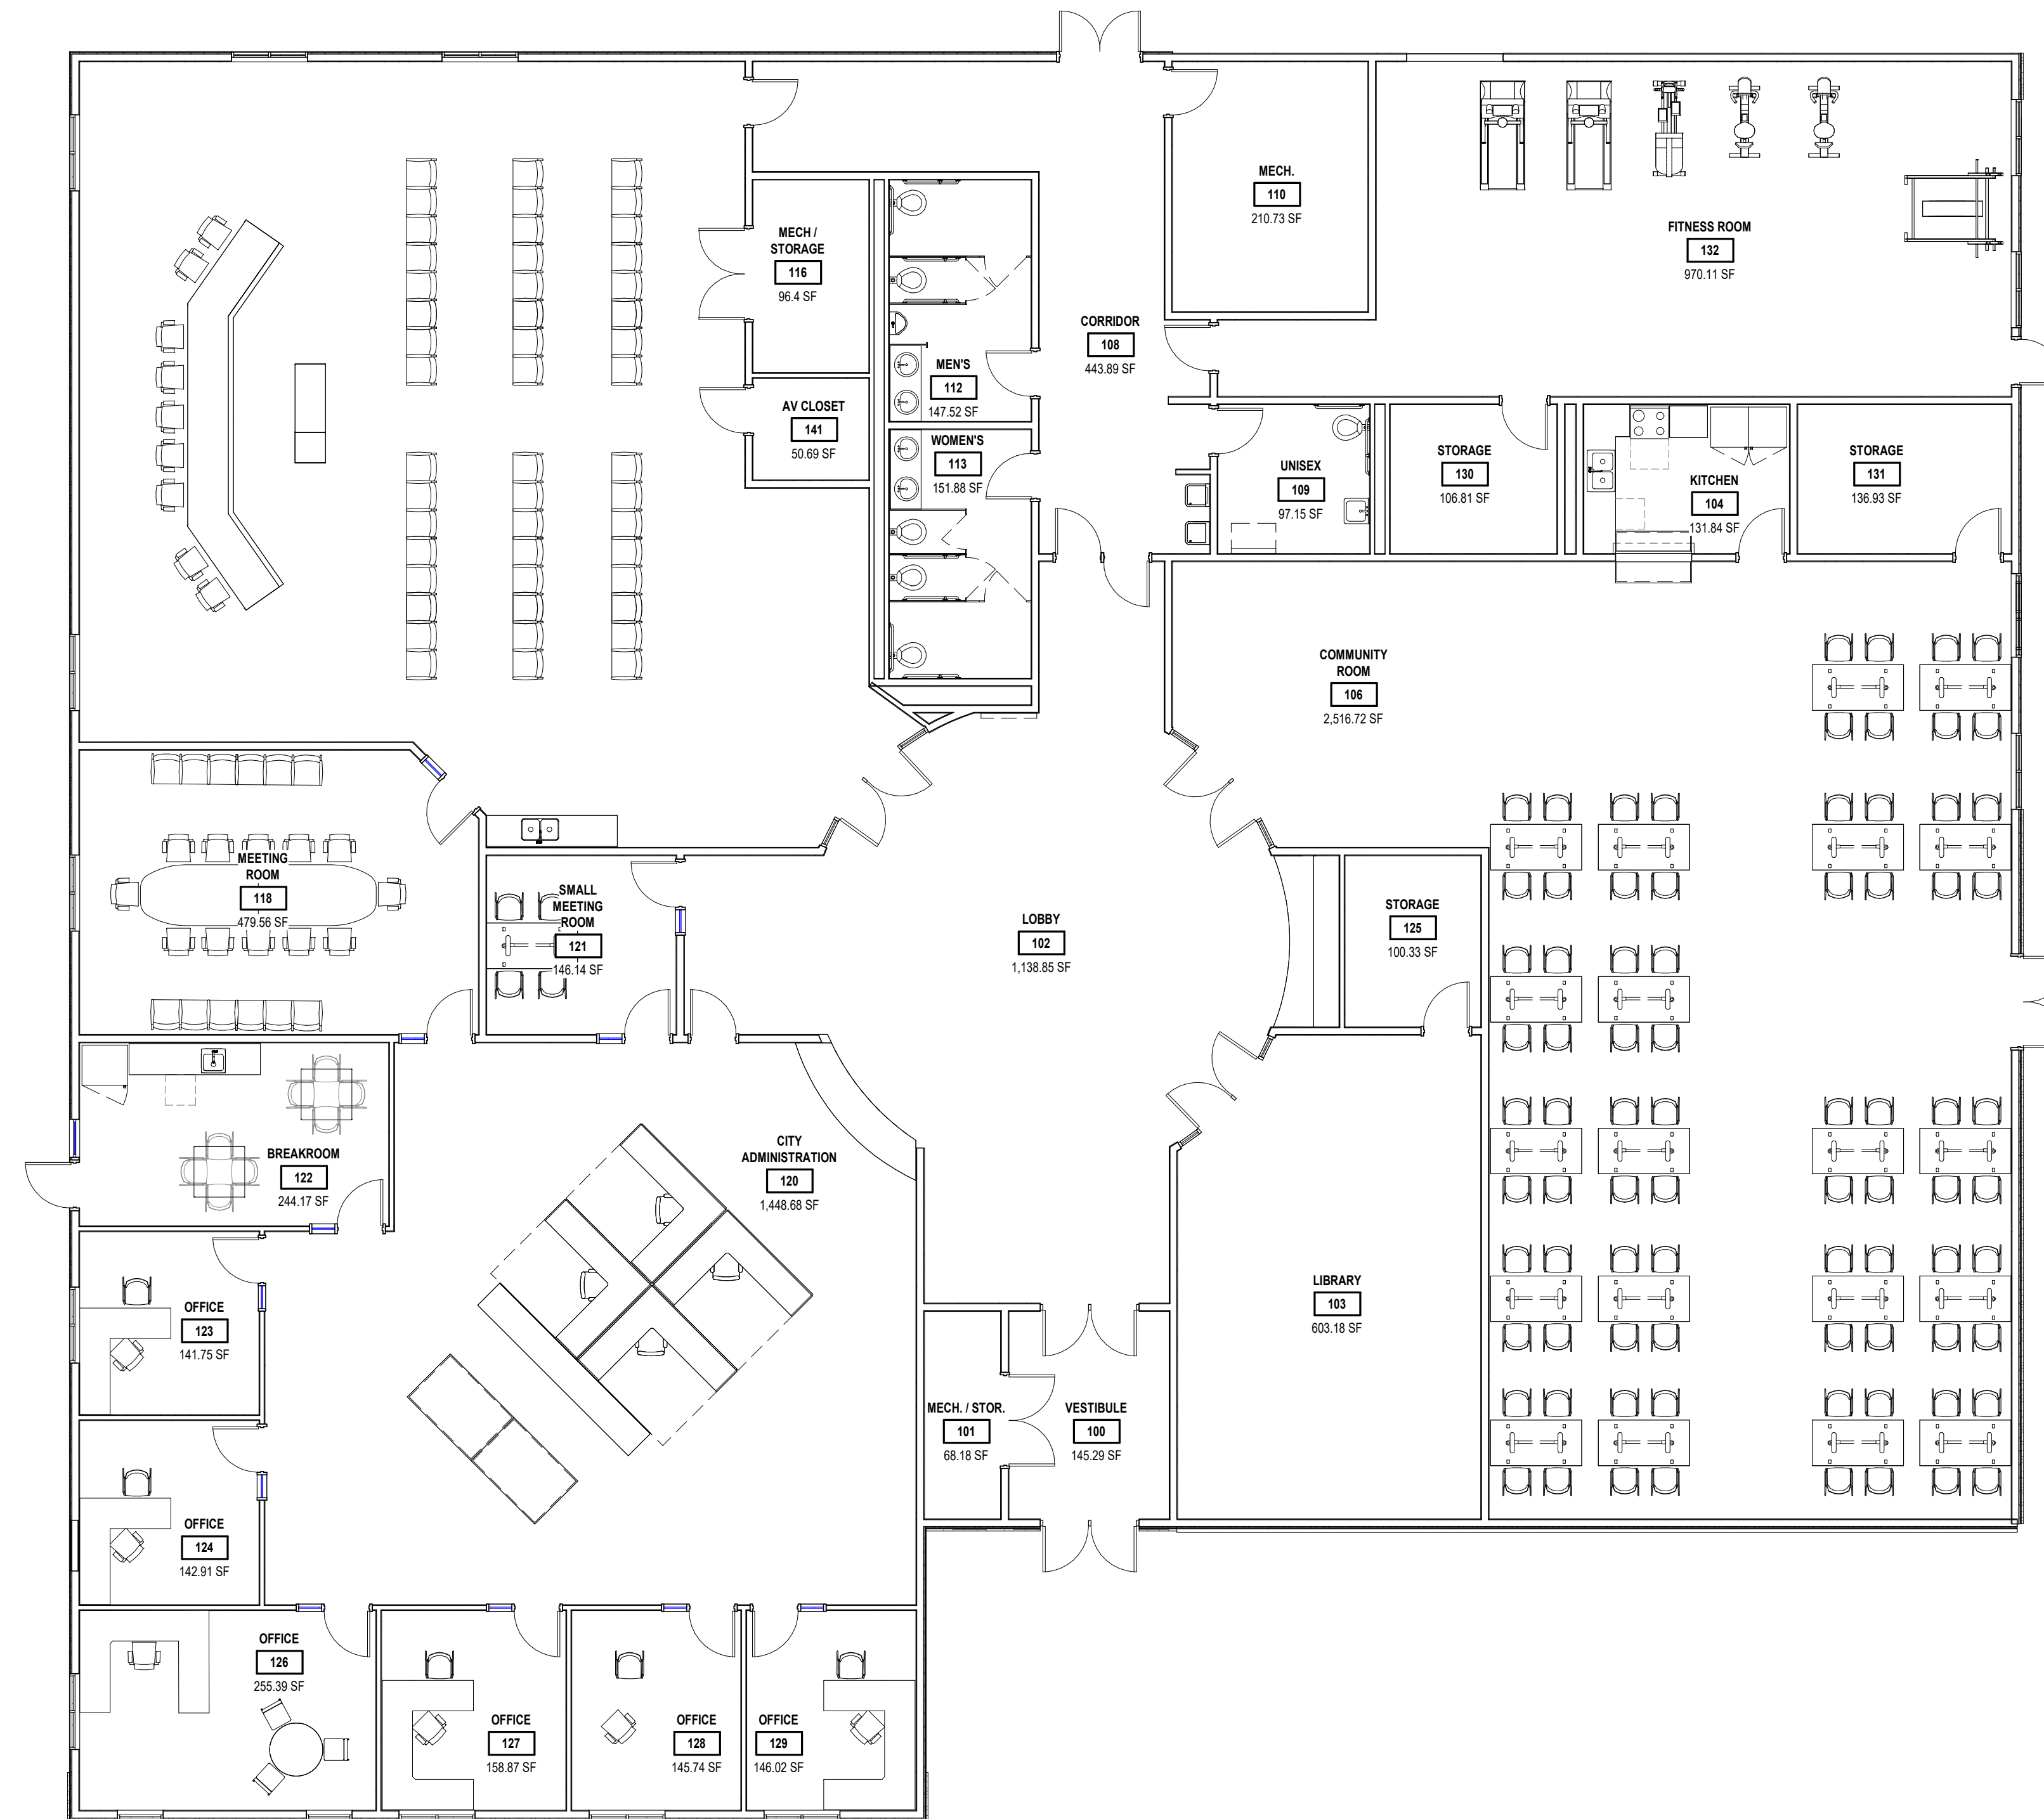 MECH.
110
210.73 SF
FITNESS ROOM
132
970.11 SF
MECH /
STORAGE
116
96.4 SF
CORRIDOR
108
443.89 SF
MEN'S
112
147.52 SF
AV CLOSET
141
50.69 SF
WOMEN'S
113
151.88 SF
UNISEX
109
97.15 SF
STORAGE
130
106.81 SF
KITCHEN
104
131.84 SF
STORAGE
131
136.93 SF
COMMUNITY
ROOM
106
2,516.72 SF
MEETING
ROOM
118
479.56 SF
SMALL
MEETING
ROOM
121
146.14 SF
LOBBY
102
1,138.85 SF
STORAGE
125
100.33 SF
BREAKROOM
122
244.17 SF
CITY
ADMINISTRATION
120
1,448.68 SF
OFFICE
123
141.75 SF
LIBRARY
103
603.18 SF
MECH. / STOR.
101
68.18 SF
VESTIBULE
100
145.29 SF
OFFICE
124
142.91 SF
OFFICE
126
255.39 SF
OFFICE
127
158.87 SF
OFFICE
128
145.74 SF
OFFICE
129
146.02 SF